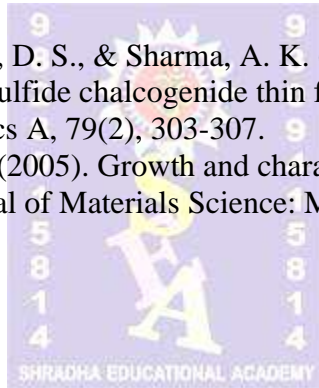 , D. S., & Sharma, A. K.
ulfide chalcogenide thin f
cs A, 79(2), 303-307.
(2005). Growth and chara
al of Materials Science: M
SEA
SHRADHA EDUCATIONAL ACADEMY